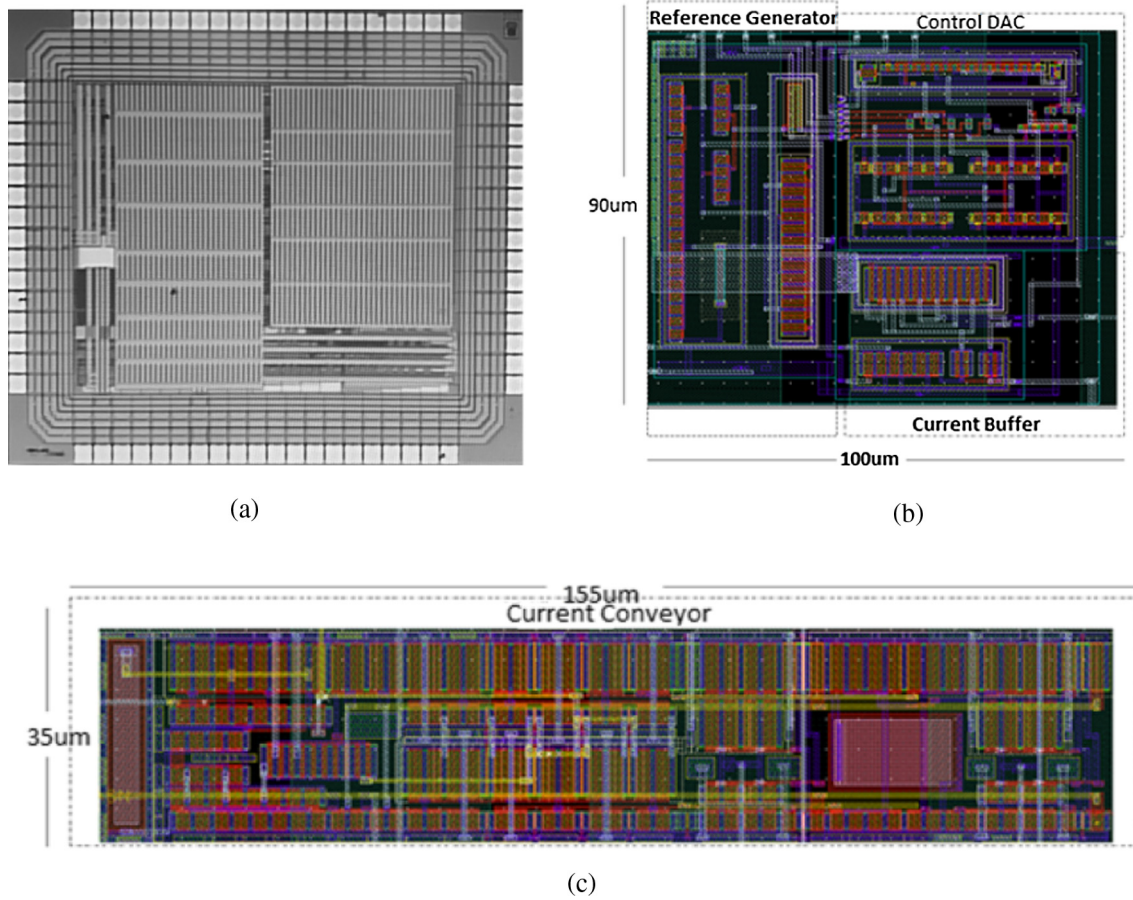 Reference Generator
Control DAC
90um
Current Buffer
100um
(a)
(b)
155um
Current Conveyor
35um
(c)